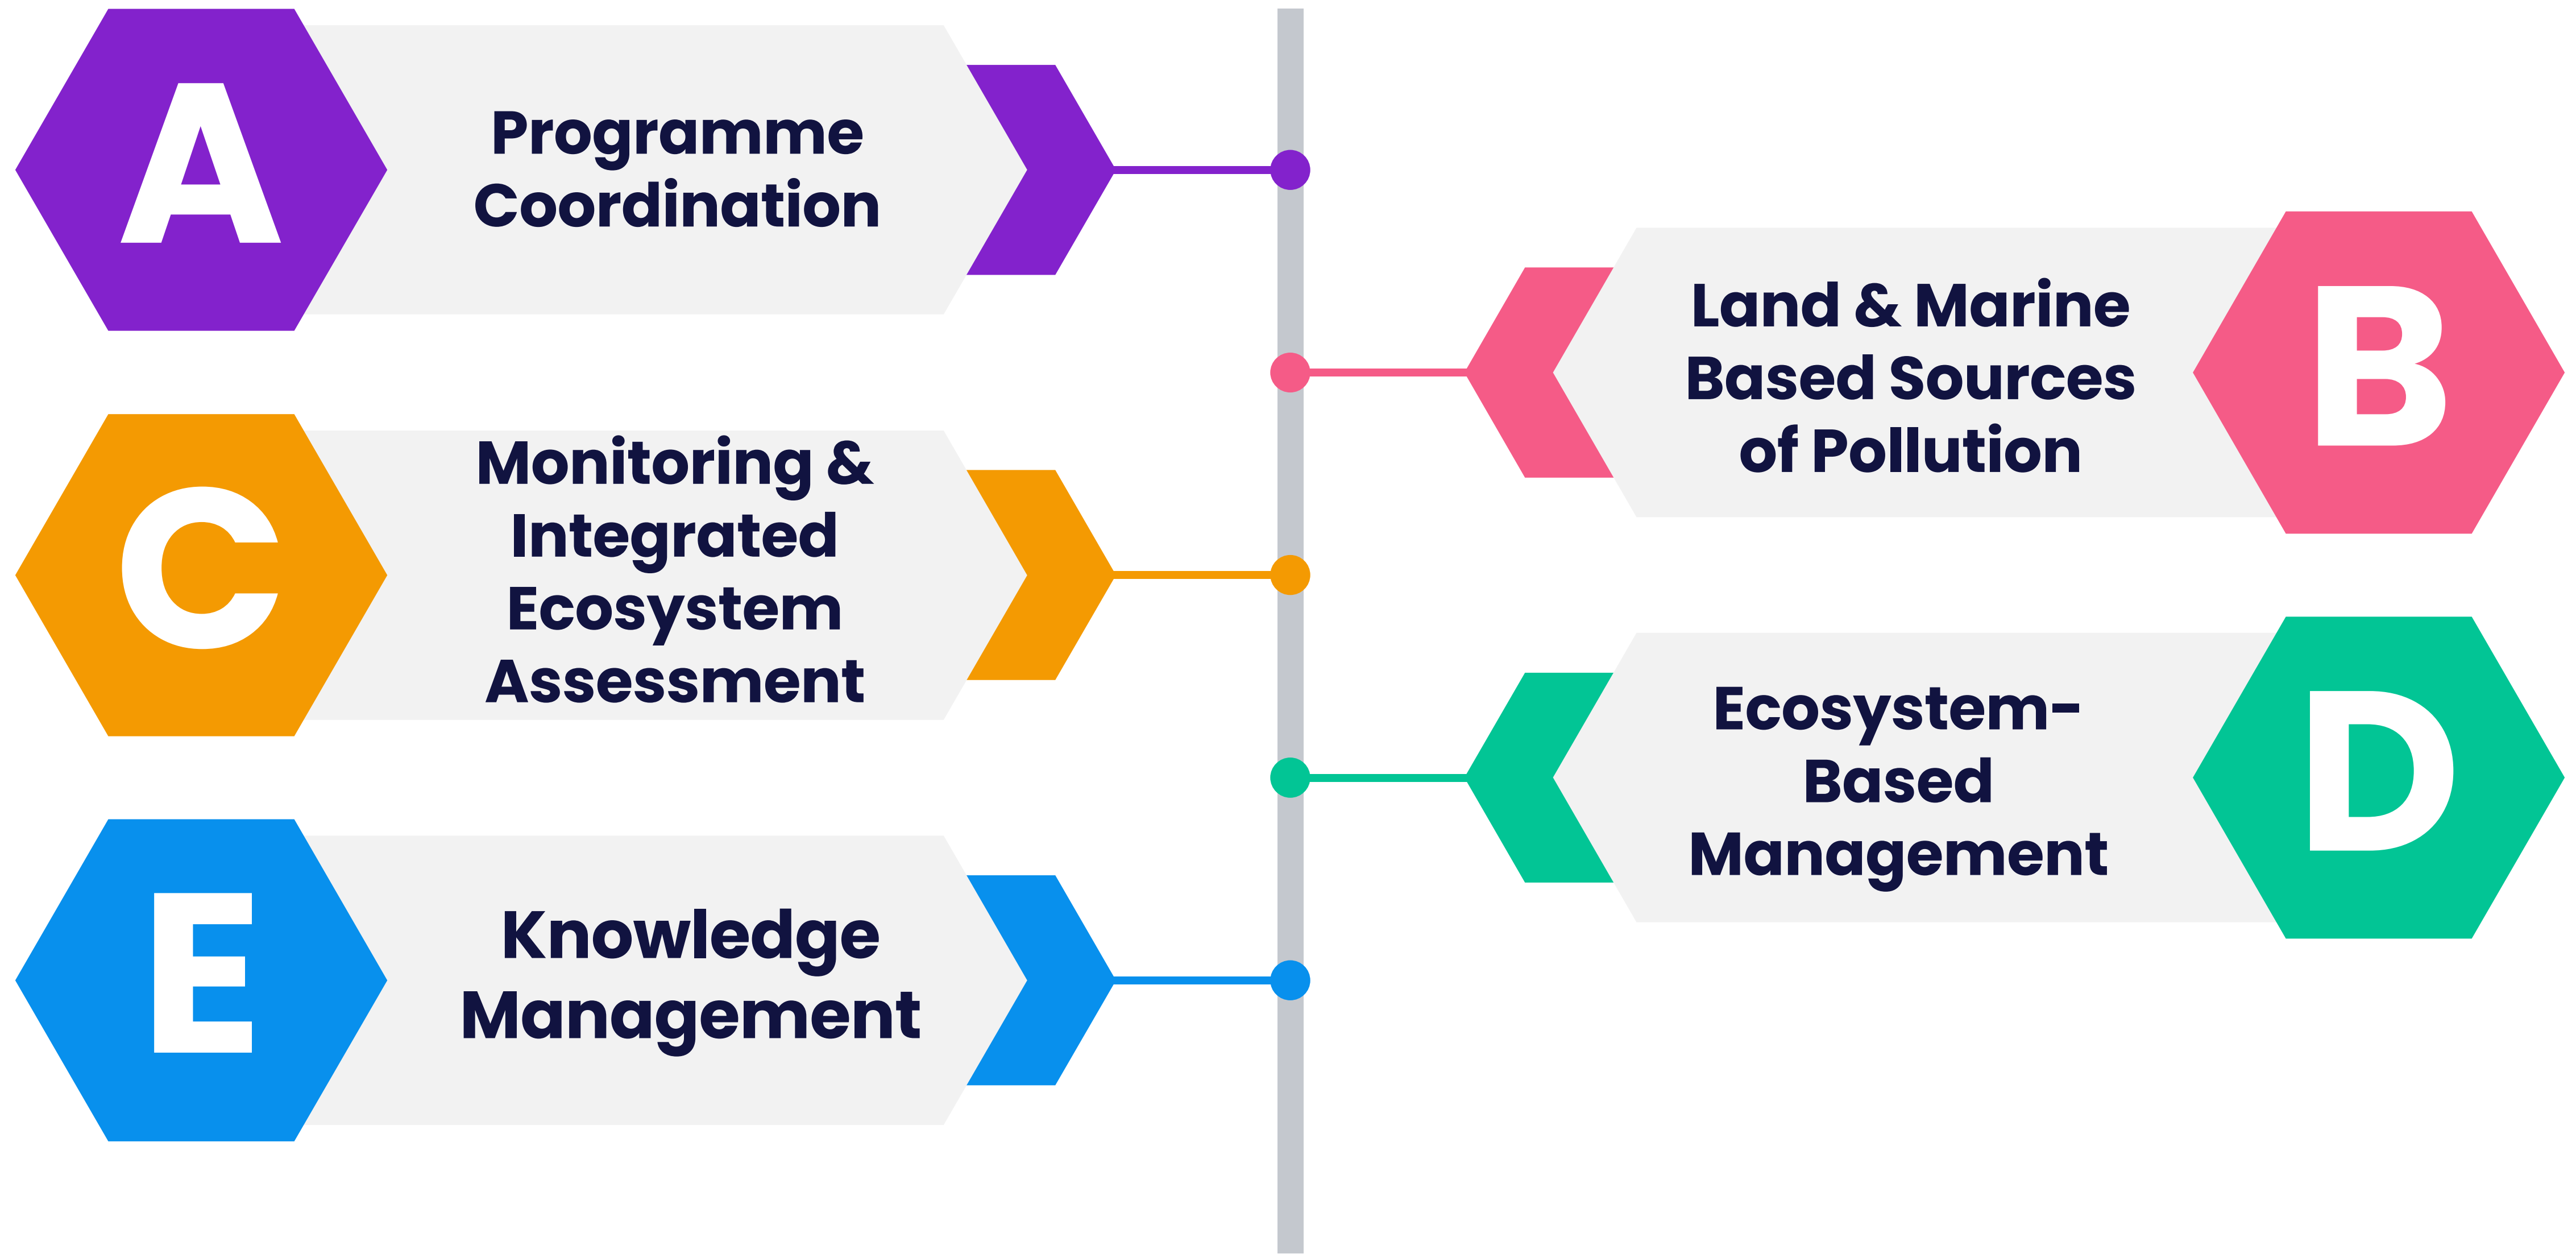 A
Programme
Coordination
B
Land & Marine
Based Sources
of Pollution
C
Monitoring &
Integrated
Ecosystem
Assessment
D
Ecosystem-
Based
Management
E
Knowledge
Management